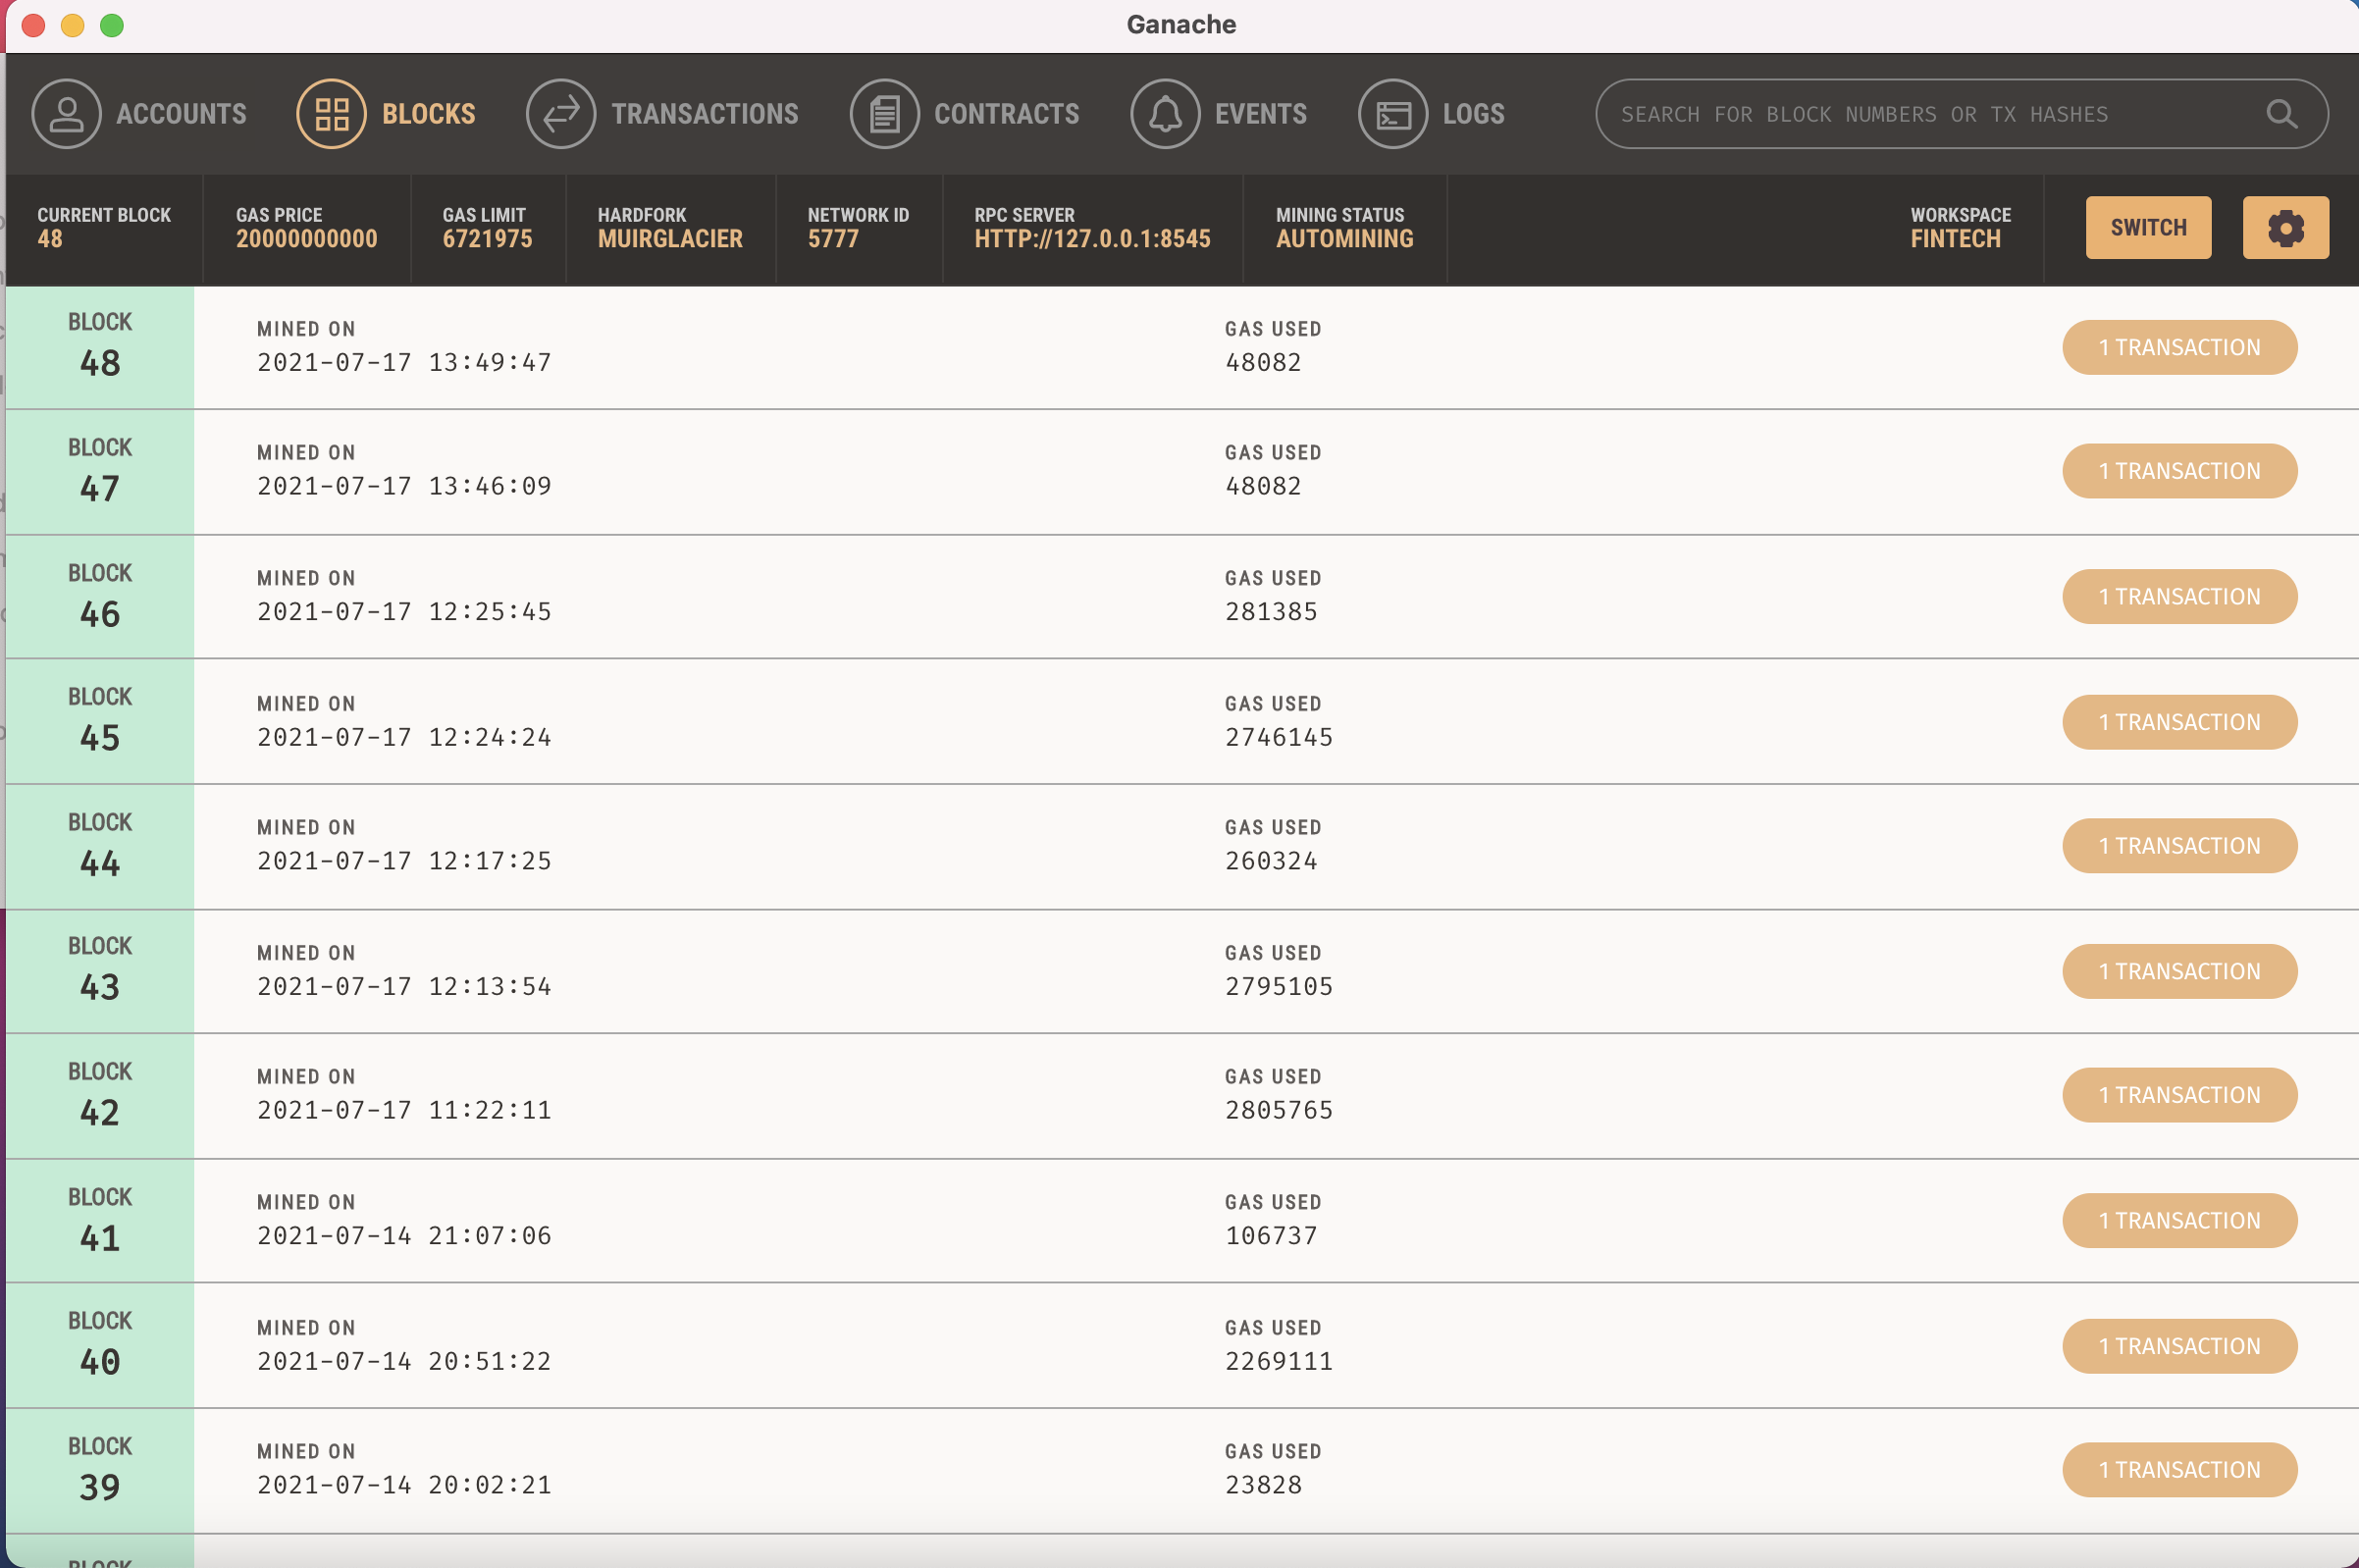 Ganache
ACCOUNTS BLOCKS TRANSACTIONS CONTRACTS EVENTS LOGS SEARCH FOR BLOCK NUMBERS OR TX HASHES
CURRENT BLOCK GAS PRICE GAS LIMIT HARDFORK NETWORK ID RPC SERVER MINING STATUS WORKSPACE
48 20000000000 6721975 MUIRGLACIER 5777 HTTP://127.0.0.1:8545 AUTOMINING FINTECH SWITCH
BLOCK MINED ON GAS USED
48 2021-07-17 13:49:47 48082 1 TRANSACTION
BLOCK MINED ON GAS USED
47 2021-07-17 13:46:09 48082 1 TRANSACTION
BLOCK MINED ON GAS USED
46 2021-07-17 12:25:45 281385 1 TRANSACTION
BLOCK MINED ON GAS USED
45 2021-07-17 12:24:24 2746145 1 TRANSACTION
BLOCK MINED ON GAS USED
44 2021-07-17 12:17:25 260324 1 TRANSACTION
BLOCK MINED ON GAS USED
43 2021-07-17 12:13:54 2795105 1 TRANSACTION
BLOCK MINED ON GAS USED
42 2021-07-17 11:22:11 2805765 1 TRANSACTION
BLOCK MINED ON GAS USED
41 2021-07-14 21:07:06 106737 1 TRANSACTION
BLOCK MINED ON GAS USED
40 2021-07-14 20:51:22 2269111 1 TRANSACTION
BLOCK MINED ON GAS USED
39 2021-07-14 20:02:21 23828 1 TRANSACTION
BLOCK